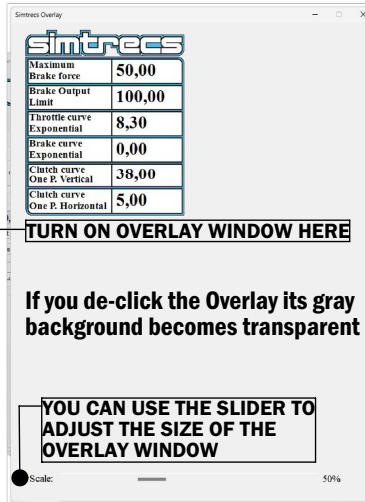 Simtrecs Overlay
simtrecs
Maximum
Brake force
50,00
Brake Output
Limit
100,00
Throttle curve
Exponential
8,30
Brake curve
Exponential
0,00
Clutch curve
One P. Vertical
38,00
Clutch curve
One P. Horizontal
5,00
TURN ON OVERLAY WINDOW HERE
If you de-click the Overlay its gray
background becomes transparent
YOU CAN USE THE SLIDER TO
ADJUST THE SIZE OF THE
OVERLAY WINDOW
Scale:
50%